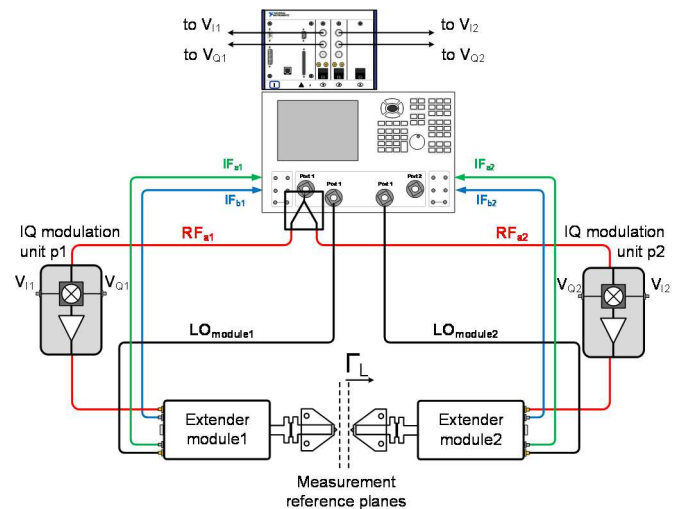 to V_I1
to V_Q1
to V_I2
to V_Q2
IF_a1
IF_b1
IF_a2
IF_b2
Port 1
Port 1
Port 1
Port 2
IQ modulation
unit p1
RF_a1
RF_a2
IQ modulation
unit p2
V_I1
V_Q1
V_Q2
V_I2
LO_module1
LO_module2
Γ_L
Extender
module1
Extender
module2
Measurement
reference planes